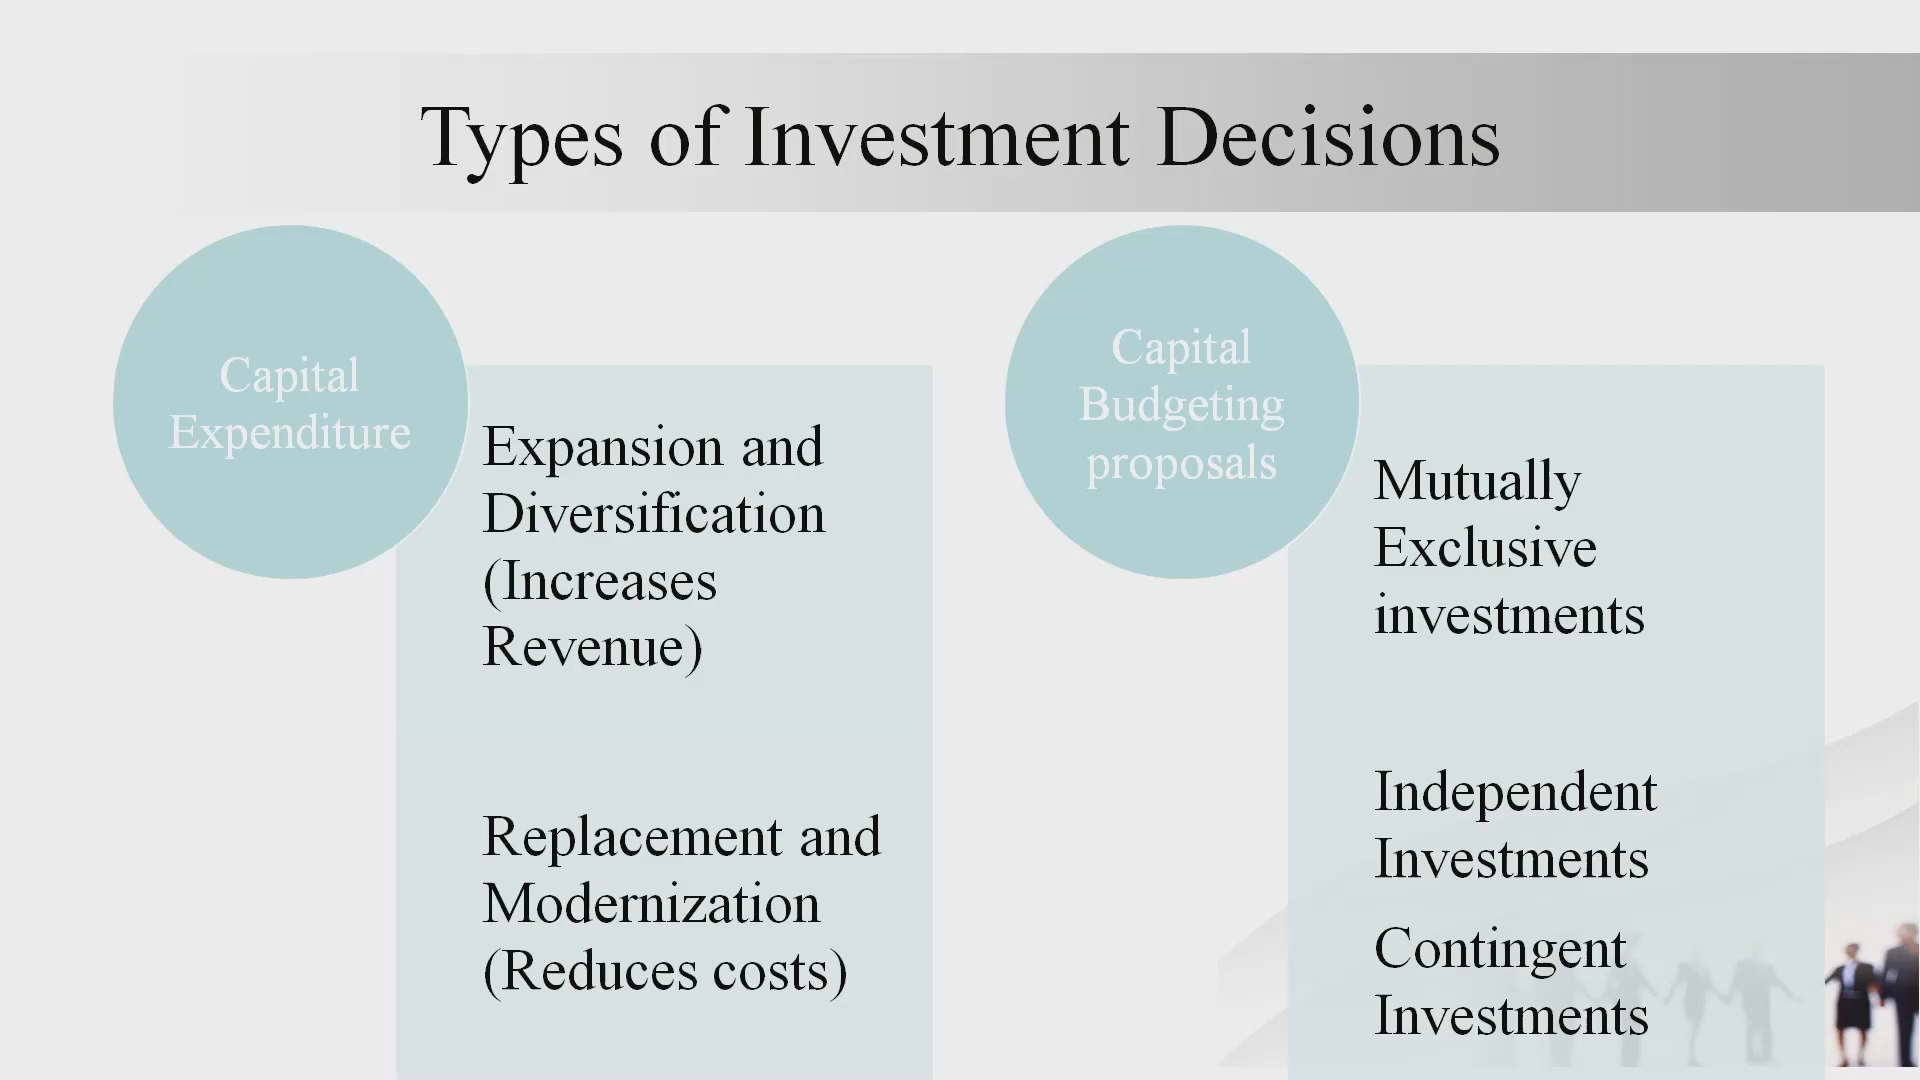 Types of Investment Decisions
Capital
Expenditure
Expansion and
Diversification
(Increases
Revenue)
Replacement and
Modernization
(Reduces costs)
Capital
Budgeting
proposals
Mutually
Exclusive
investments
Independent
Investments
Contingent
Investments